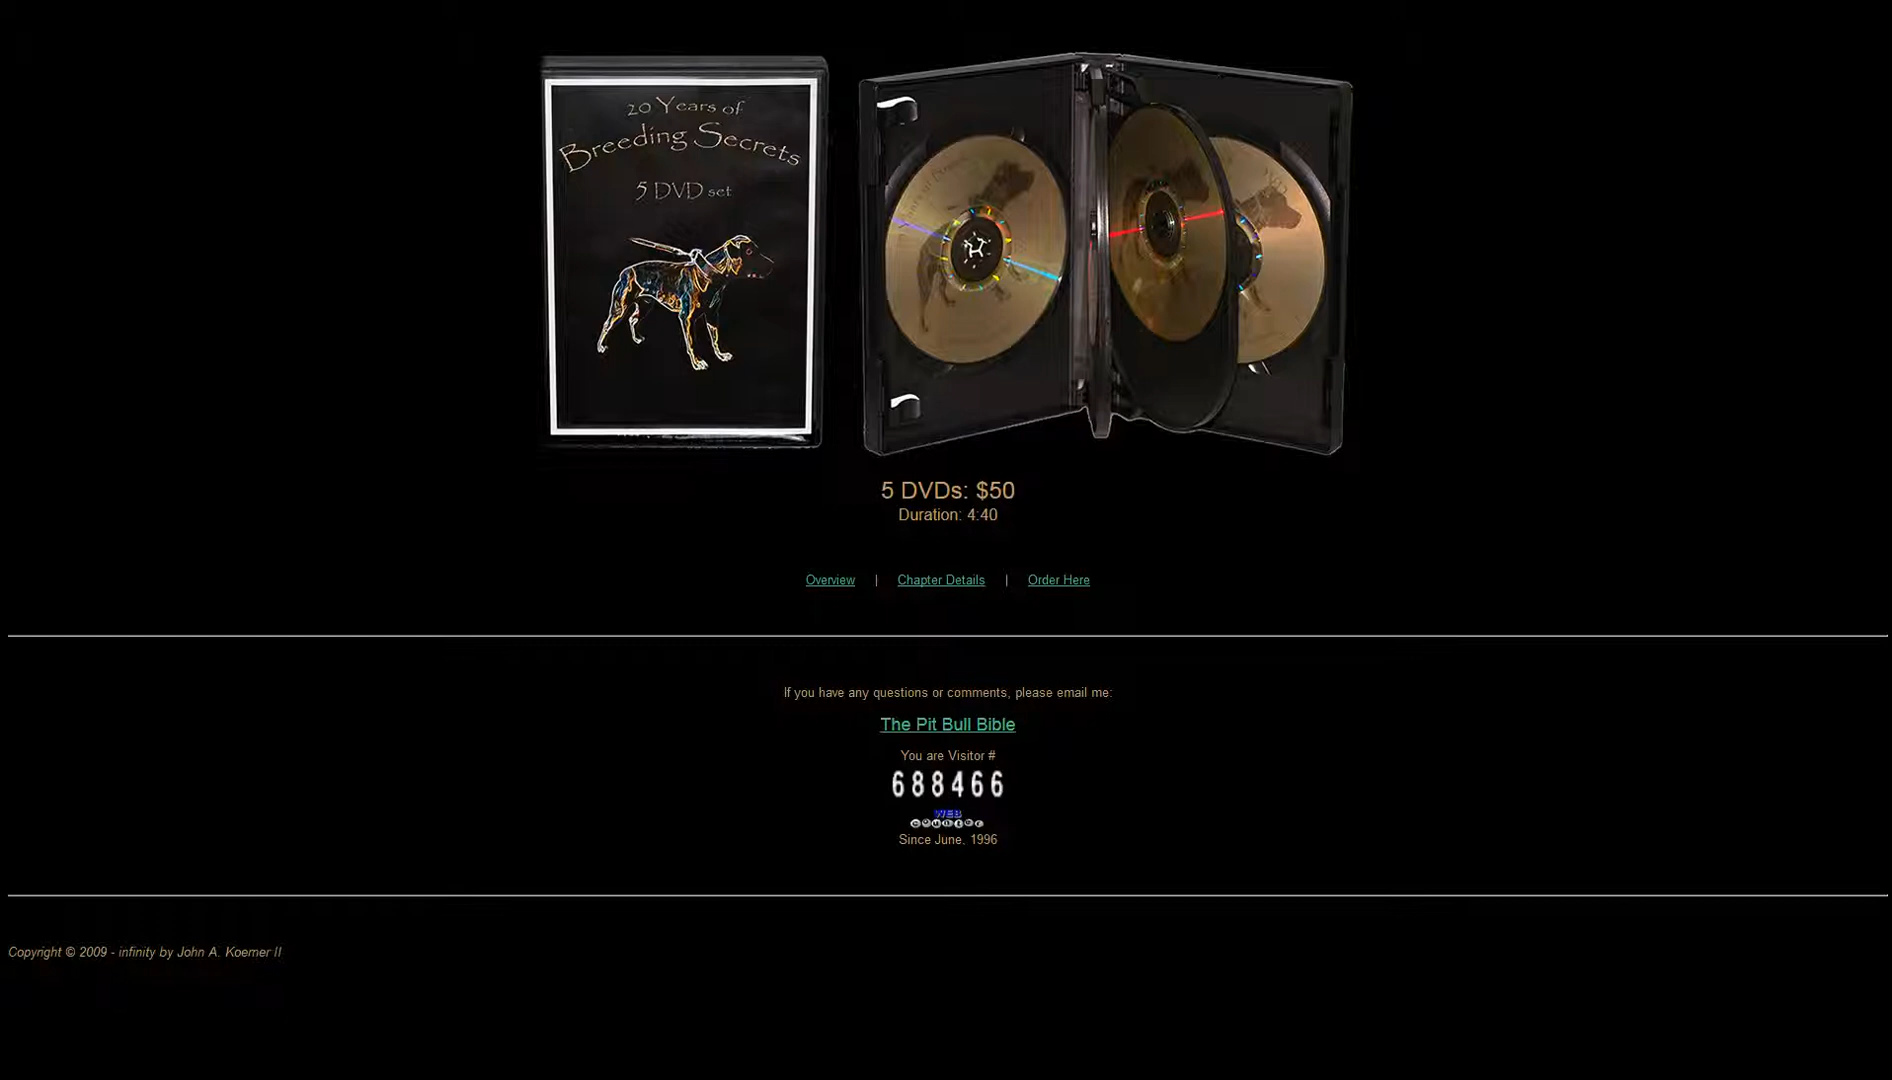 20 Years of
Breeding Secrets
5 DVD set
5 DVDs: $50
Duration: 4:40
Overview | Chapter Details | Order Here
If you have any questions or comments, please email me:
The Pit Bull Bible
You are Visitor #
688466
WEB
counter
Since June, 1996
Copyright © 2009 - infinity by John A. Koerner II